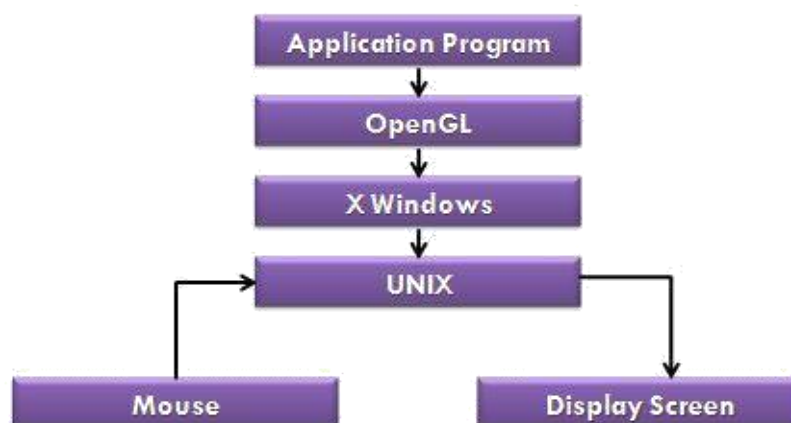 Application Program
OpenGL
X Windows
UNIX
Mouse
Display Screen